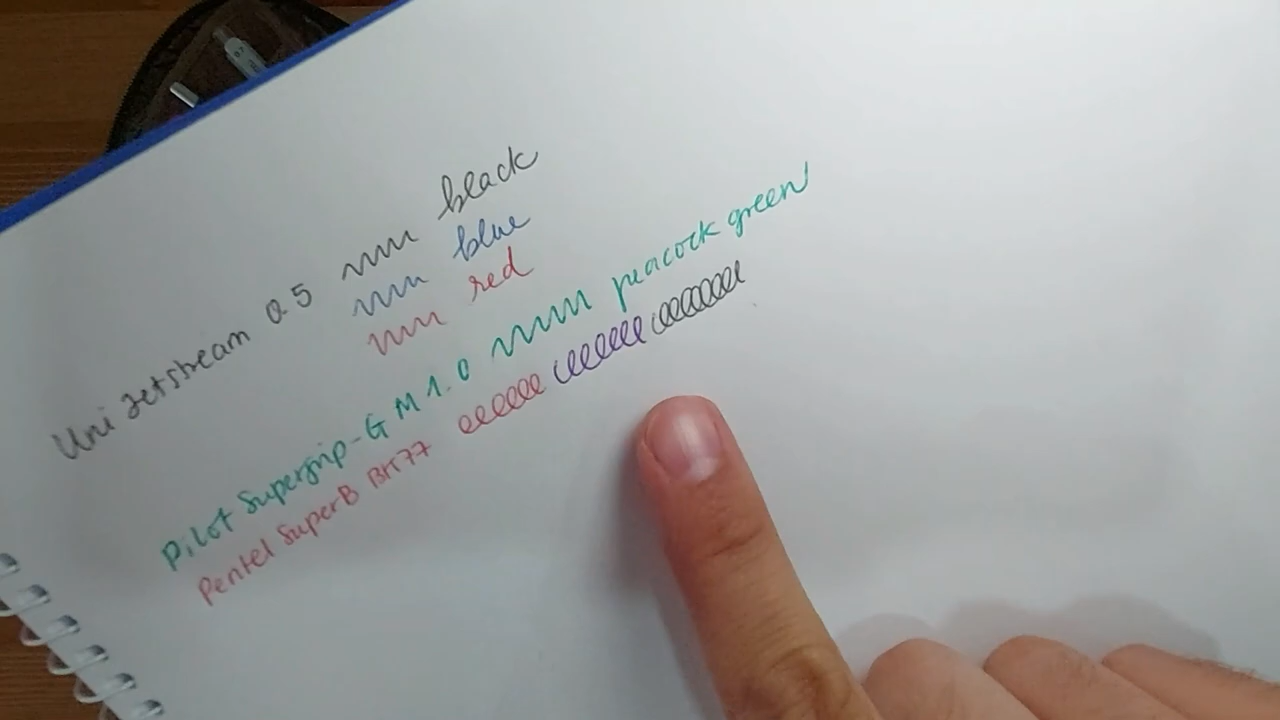 Uni Jetstream 0.5 black
blue
red
Pilot Supergrip-G M 1.0 peacock green
Pentel SuperB BK77